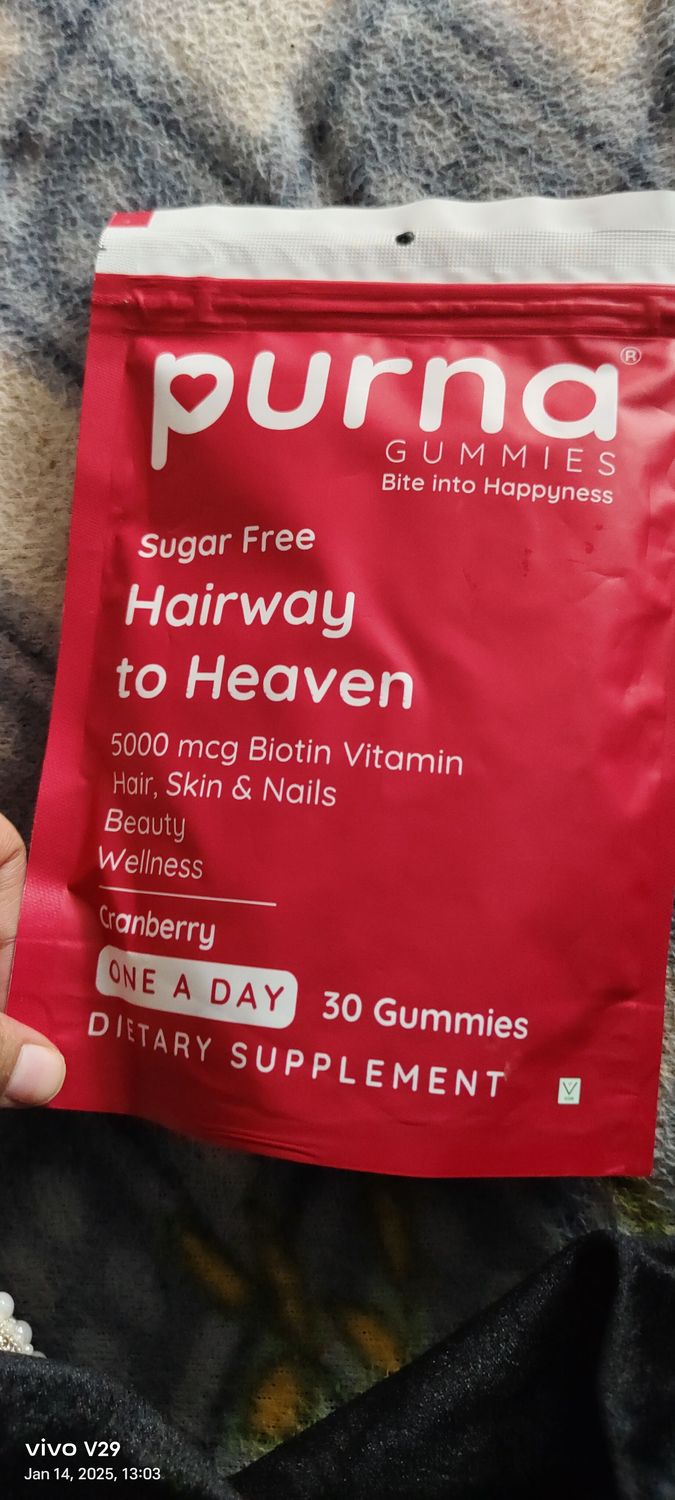 purna®
GUMMIES
Bite into Happyness
Sugar Free
Hairway
to Heaven
5000 mcg Biotin Vitamin
Hair, Skin & Nails
Beauty
Wellness
Cranberry
ONE A DAY 30 Gummies
DIETARY SUPPLEMENT
V
vivo V29
Jan 14, 2025, 13:03